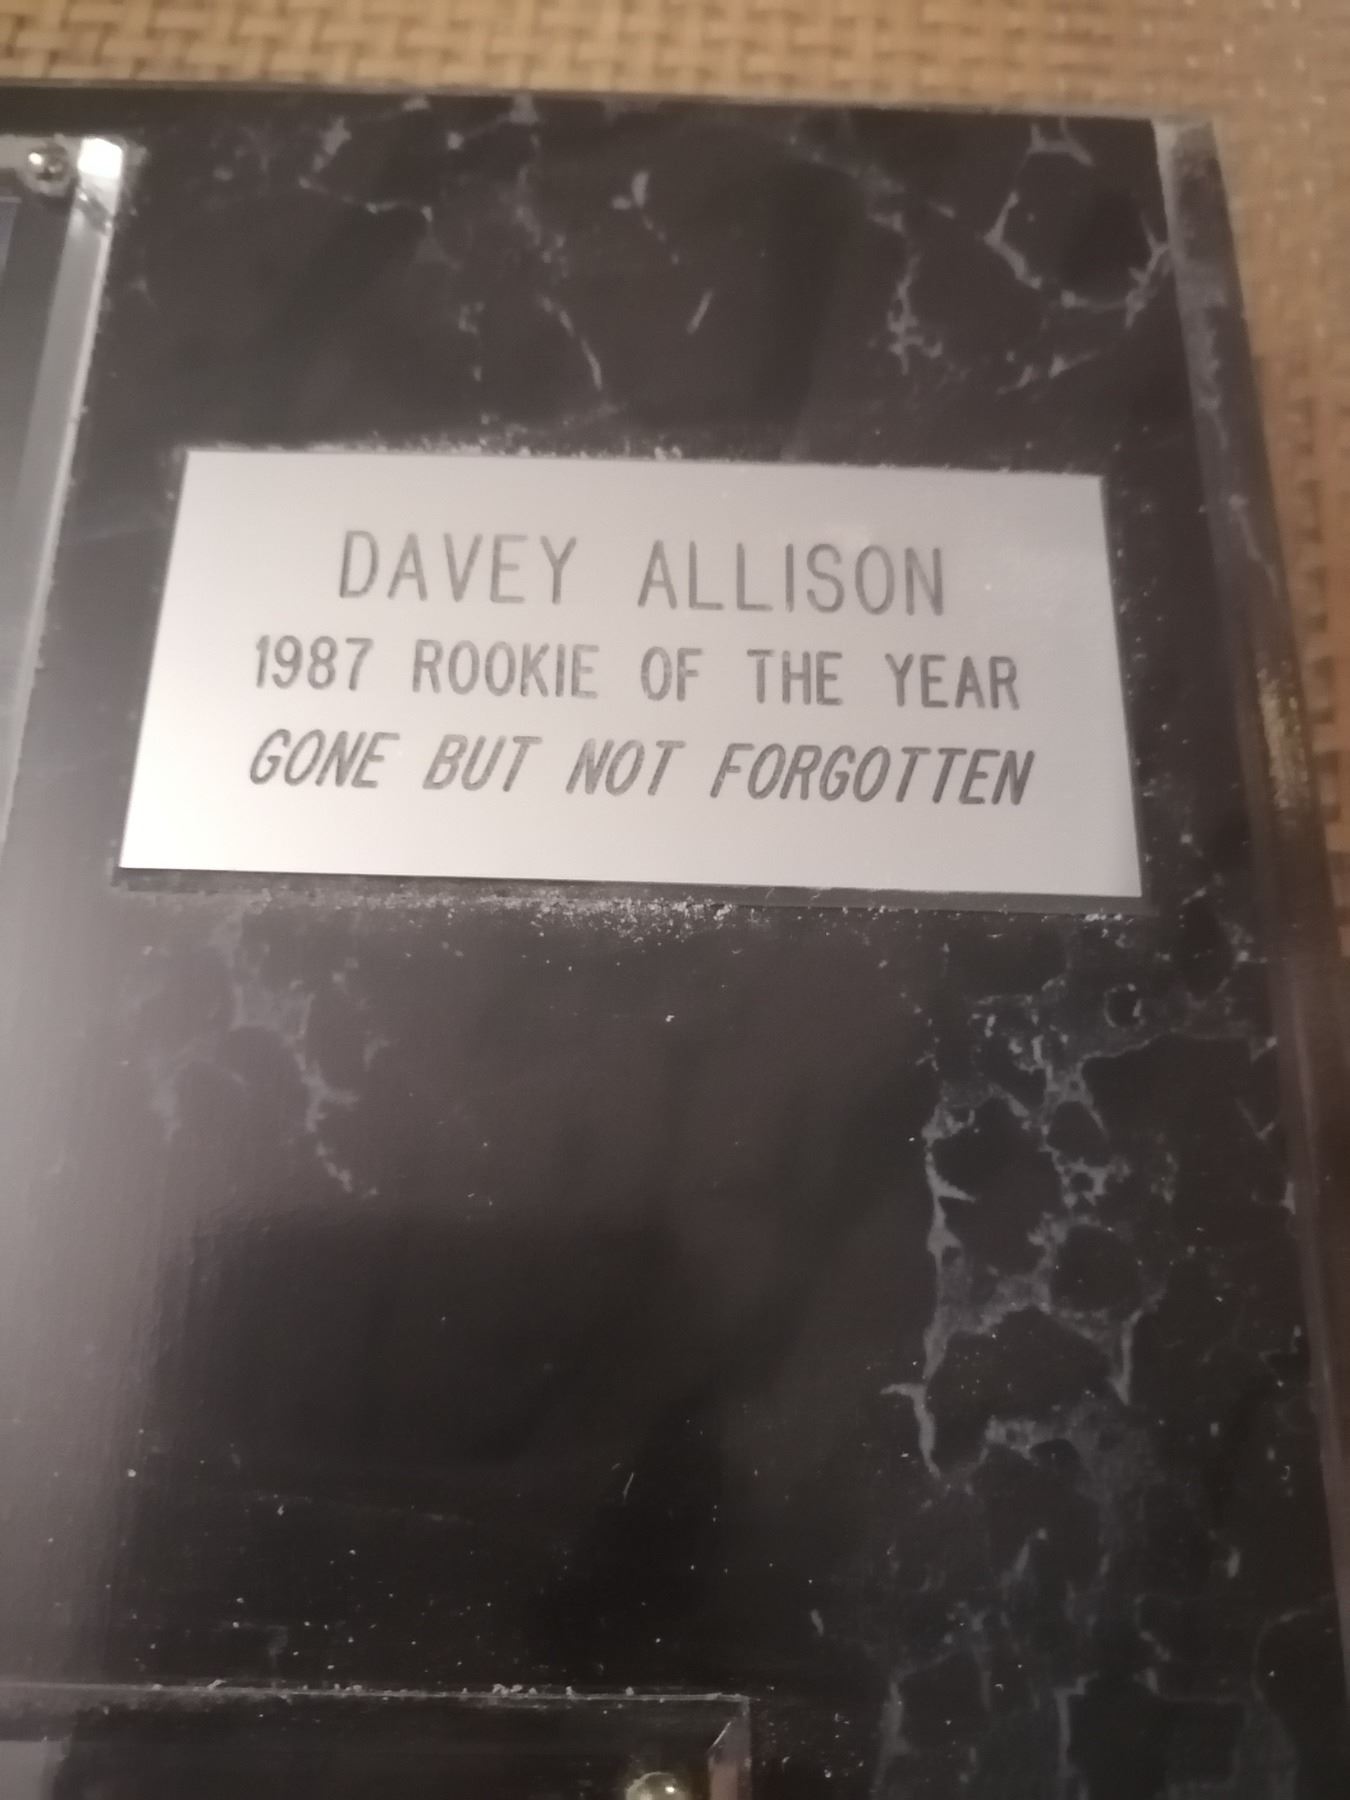 DAVEY ALLISON
1987 ROOKIE OF THE YEAR
GONE BUT NOT FORGOTTEN